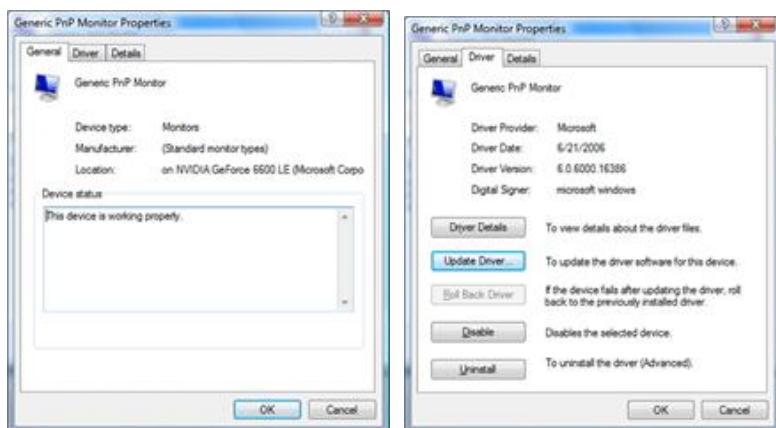 Generic PnP Monitor Properties
General Driver Details
Generic PnP Monitor
Device type: Monitors
Manufacturer: (Standard monitor types)
Location: on NVIDIA GeForce 6600 LE (Microsoft Corpo
Device status
This device is working properly.
OK Cancel
Generic PnP Monitor Properties
General Driver Details
Generic PnP Monitor
Driver Provider: Microsoft
Driver Date: 6/21/2006
Driver Version: 6.0.6000.16386
Digital Signer: microsoft windows
Driver Details To view details about the driver files.
Update Driver... To update the driver software for this device.
Roll Back Driver If the device fails after updating the driver, roll
back to the previously installed driver.
Disable Disables the selected device.
Uninstall To uninstall the driver (Advanced).
OK Cancel